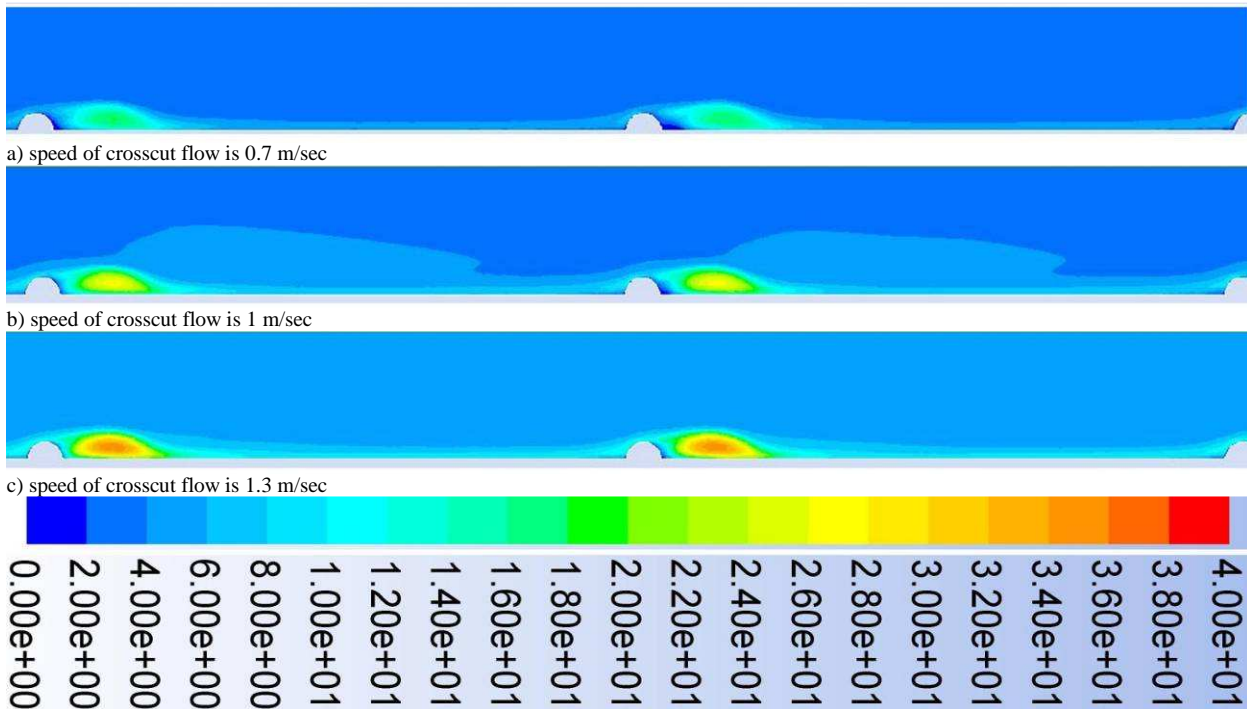 a) speed of crosscut flow is 0.7 m/sec
b) speed of crosscut flow is 1 m/sec
c) speed of crosscut flow is 1.3 m/sec
0.00e+00
2.00e+00
4.00e+00
6.00e+00
8.00e+00
1.00e+01
1.20e+01
1.40e+01
1.60e+01
1.80e+01
2.00e+01
2.20e+01
2.40e+01
2.60e+01
2.80e+01
3.00e+01
3.20e+01
3.40e+01
3.60e+01
3.80e+01
4.00e+01